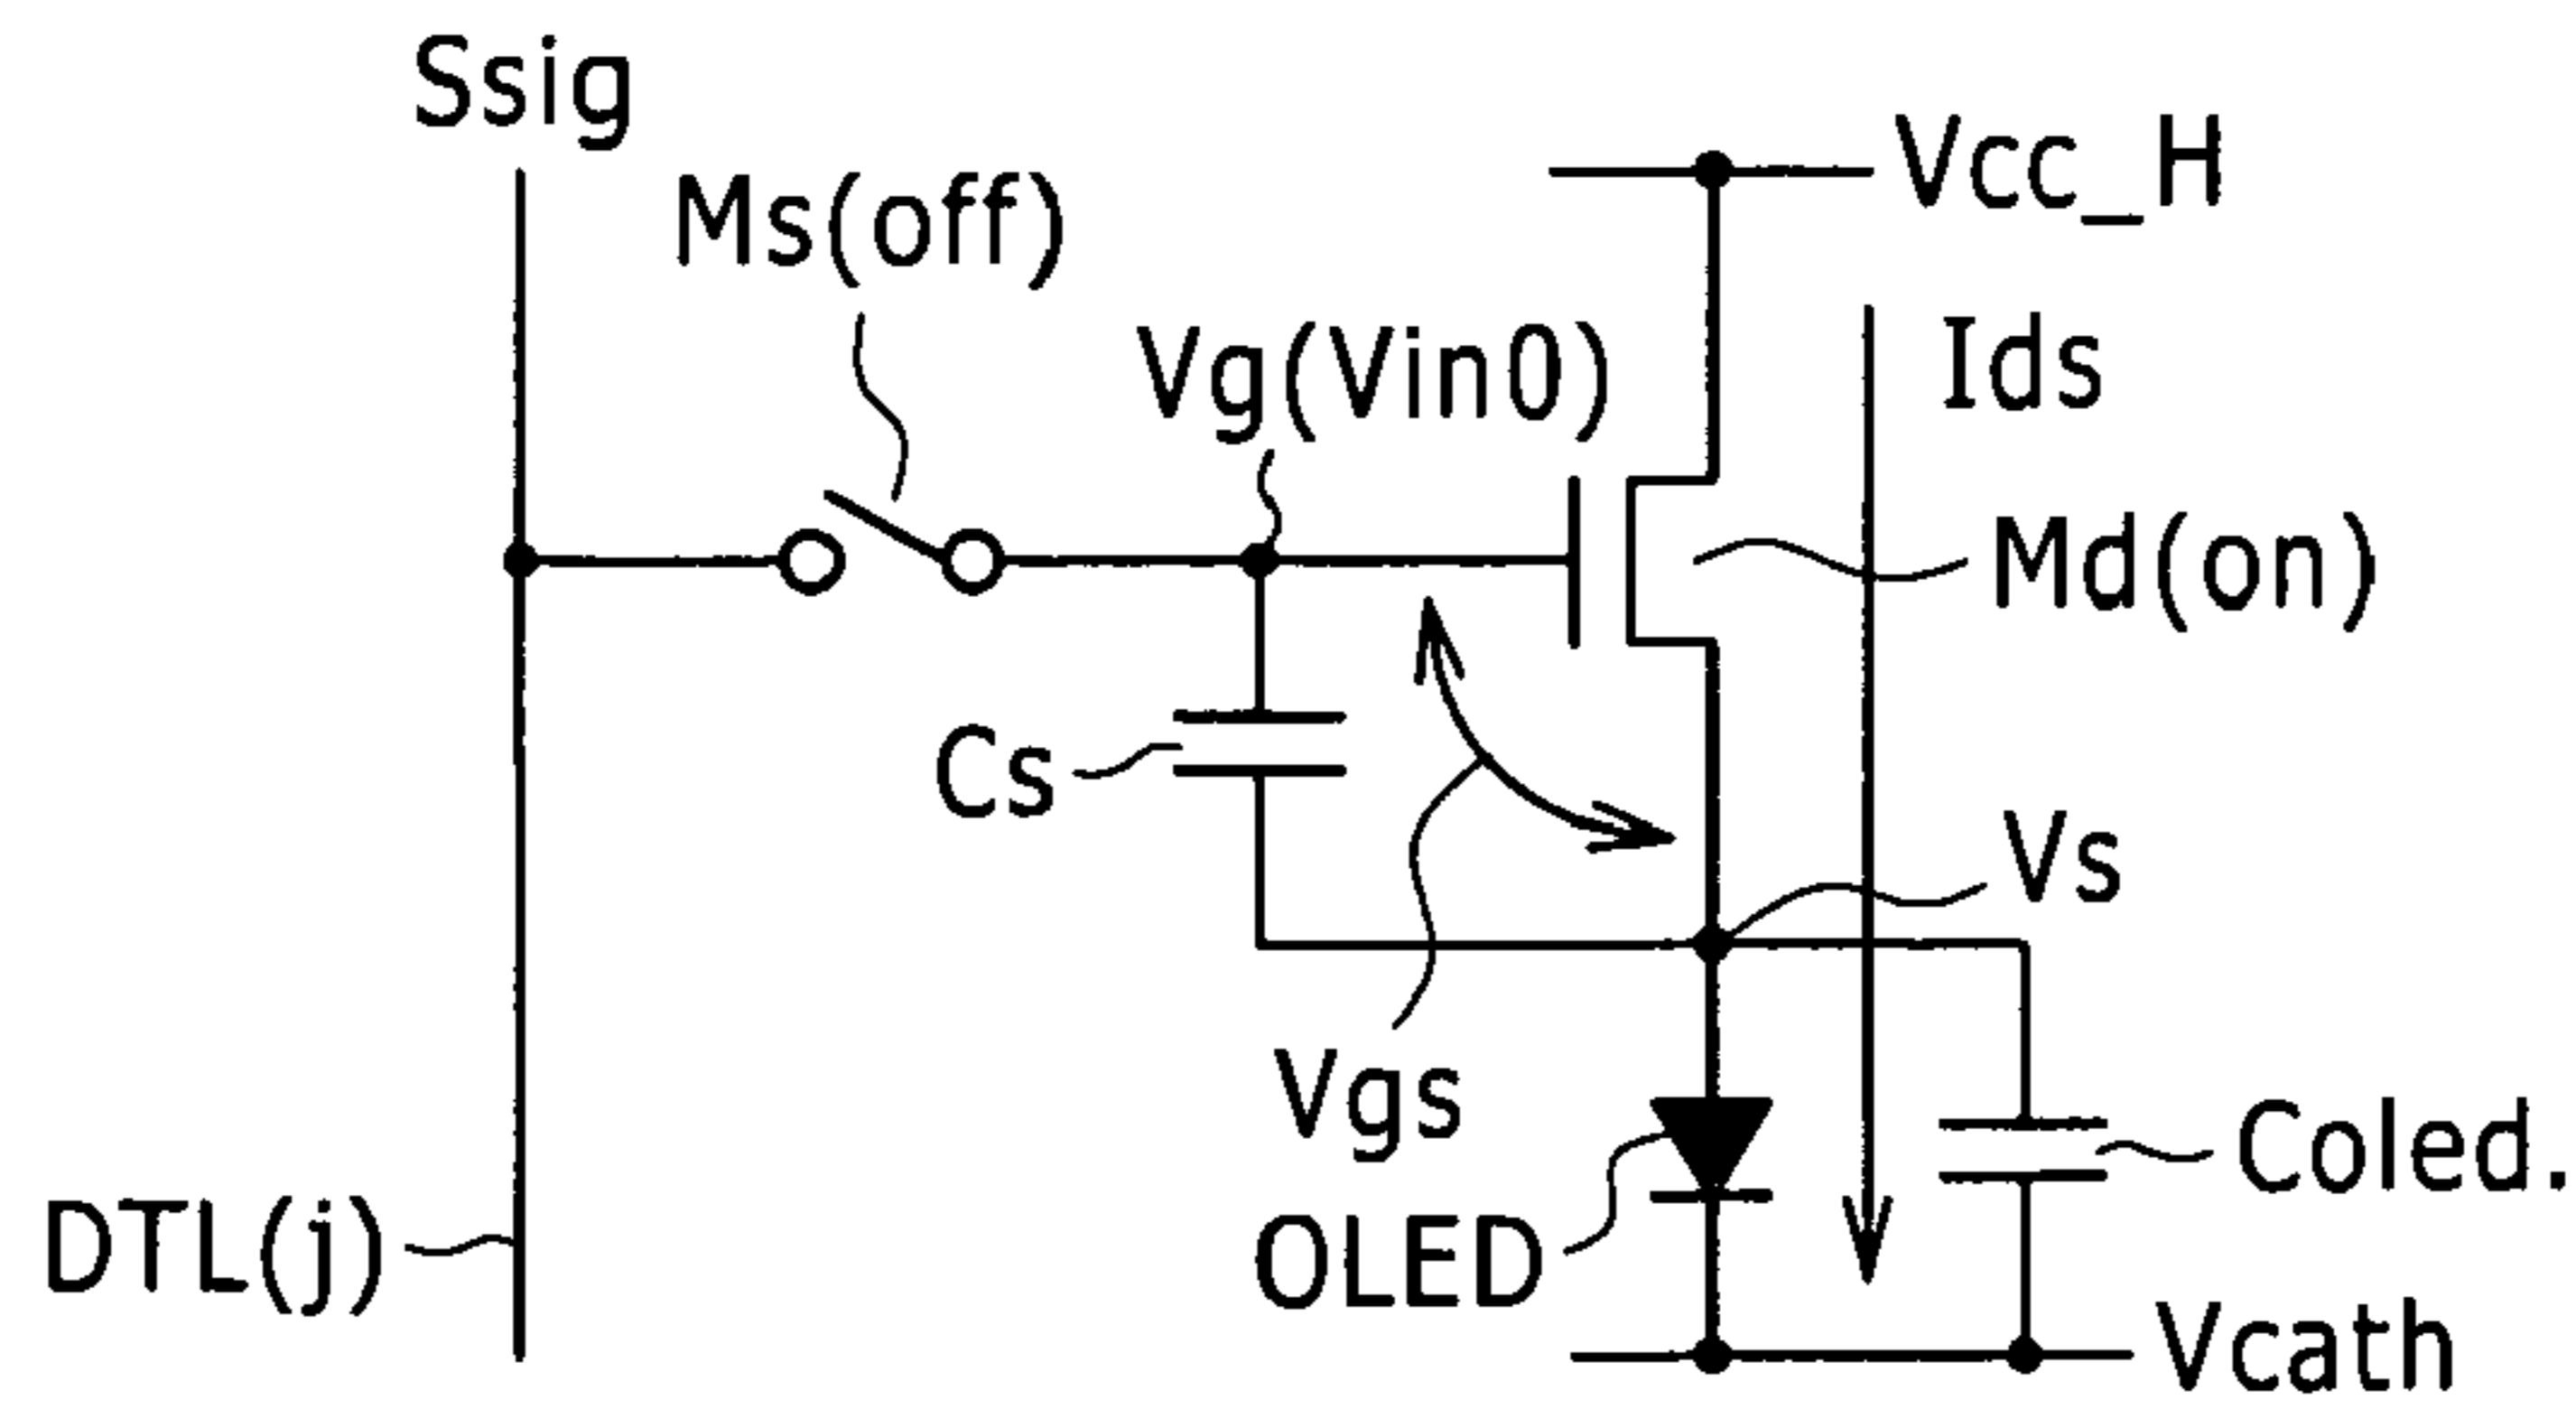 Ssig
Vcc_H
Ms(off)
Vg(Vin0)
Ids
Md(on)
Cs
Vs
Vgs
Coled.
DTL(j)
OLED
Vcath